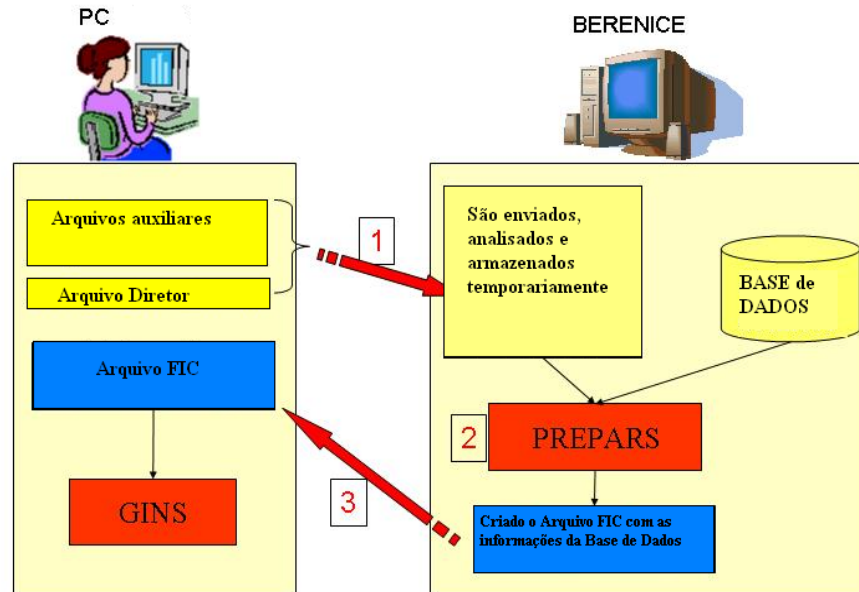 PC
BERENICE
Arquivos auxiliares
Arquivo Diretor
1
São enviados,
analisados e
armazenados
temporariamente
BASE de
DADOS
Arquivo FIC
2
PREPARS
GINS
3
Criado o Arquivo FIC com as
informações da Base de Dados